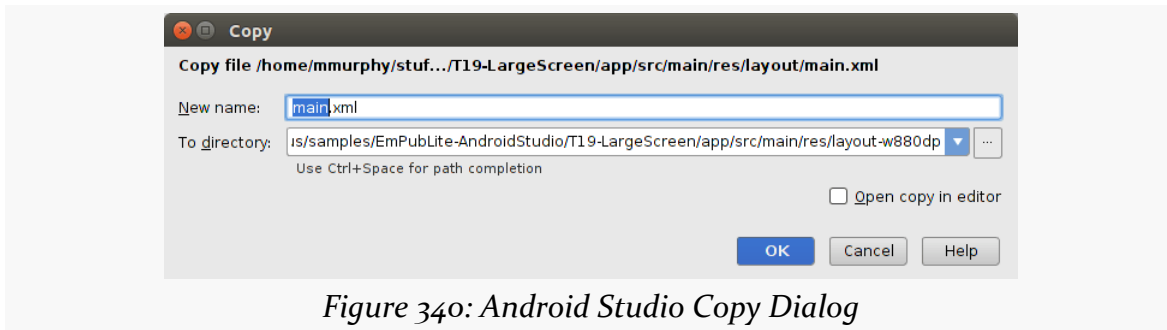 Copy
Copy file /home/mmurphy/stuf.../T19-LargeScreen/app/src/main/res/layout/main.xml
New name: main.xml
To directory: us/samples/EmPubLite-AndroidStudio/T19-LargeScreen/app/src/main/res/layout-w880dp ...
Use Ctrl+Space for path completion
Open copy in editor
OK Cancel Help
Figure 340: Android Studio Copy Dialog